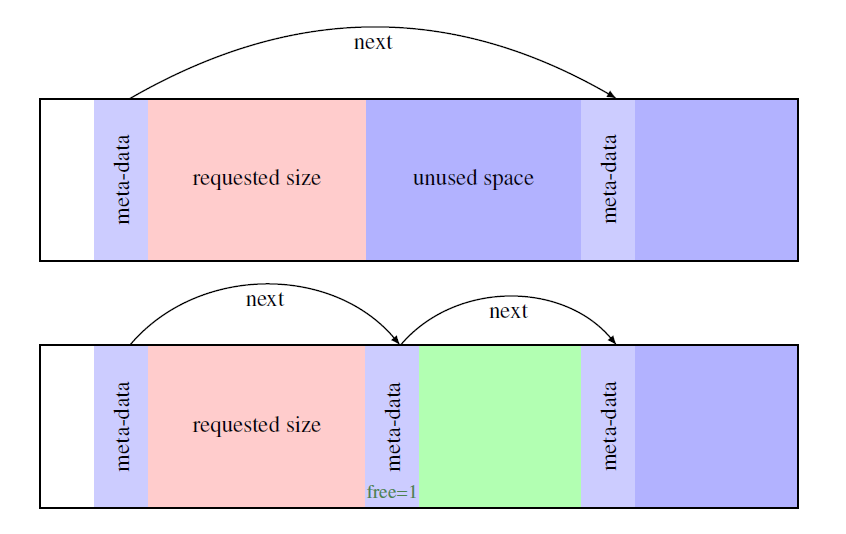 next
meta-data
requested size
unused space
meta-data
next
next
meta-data
requested size
meta-data
free=1
meta-data